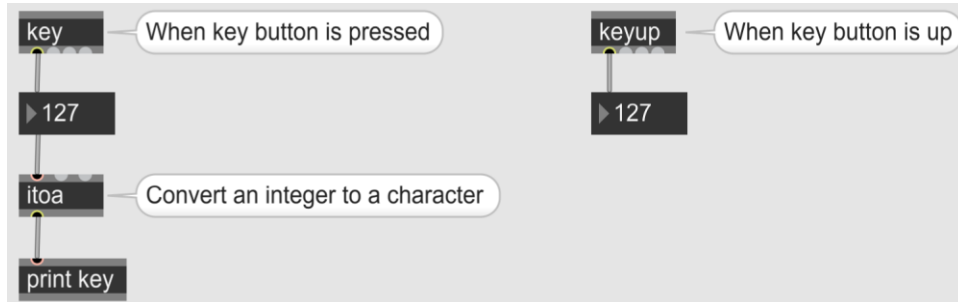 key
When key button is pressed
keyup
When key button is up
127
127
itoa
Convert an integer to a character
print key